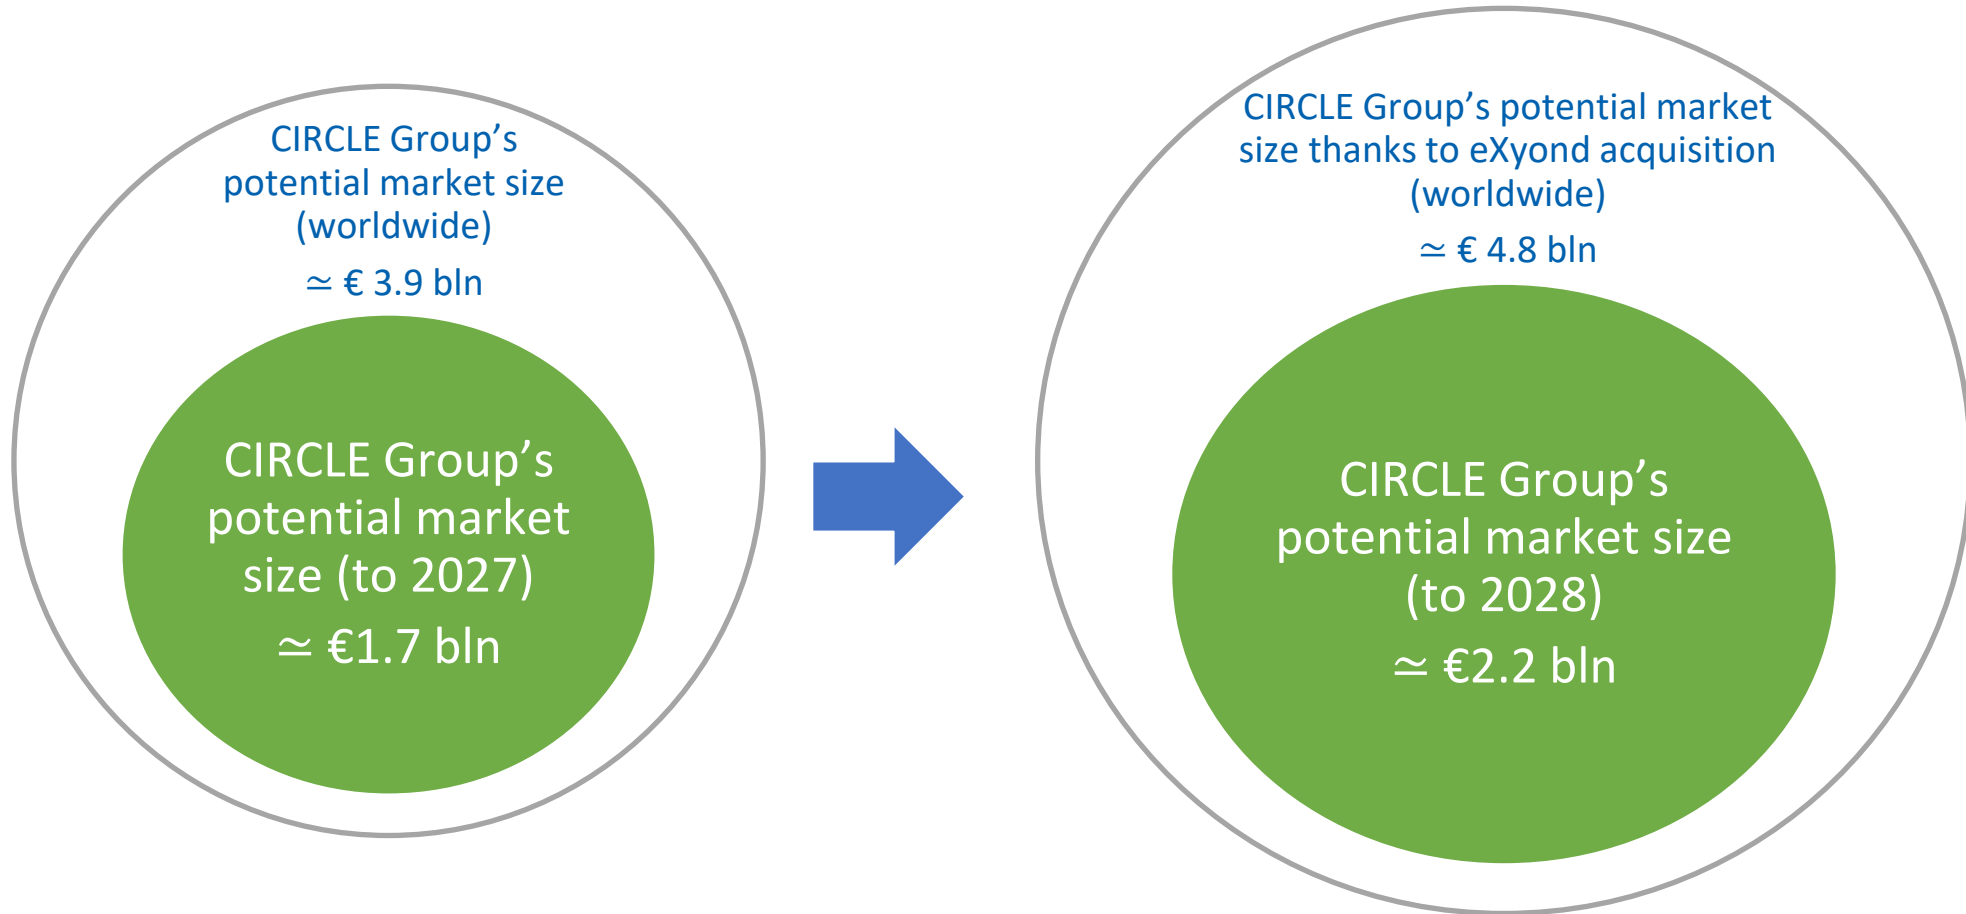 CIRCLE Group’s
potential market size
(worldwide)
≃ € 3.9 bln
CIRCLE Group’s
potential market
size (to 2027)
≃ €1.7 bln
CIRCLE Group’s potential market
size thanks to eXyond acquisition
(worldwide)
≃ € 4.8 bln
CIRCLE Group’s
potential market size
(to 2028)
≃ €2.2 bln